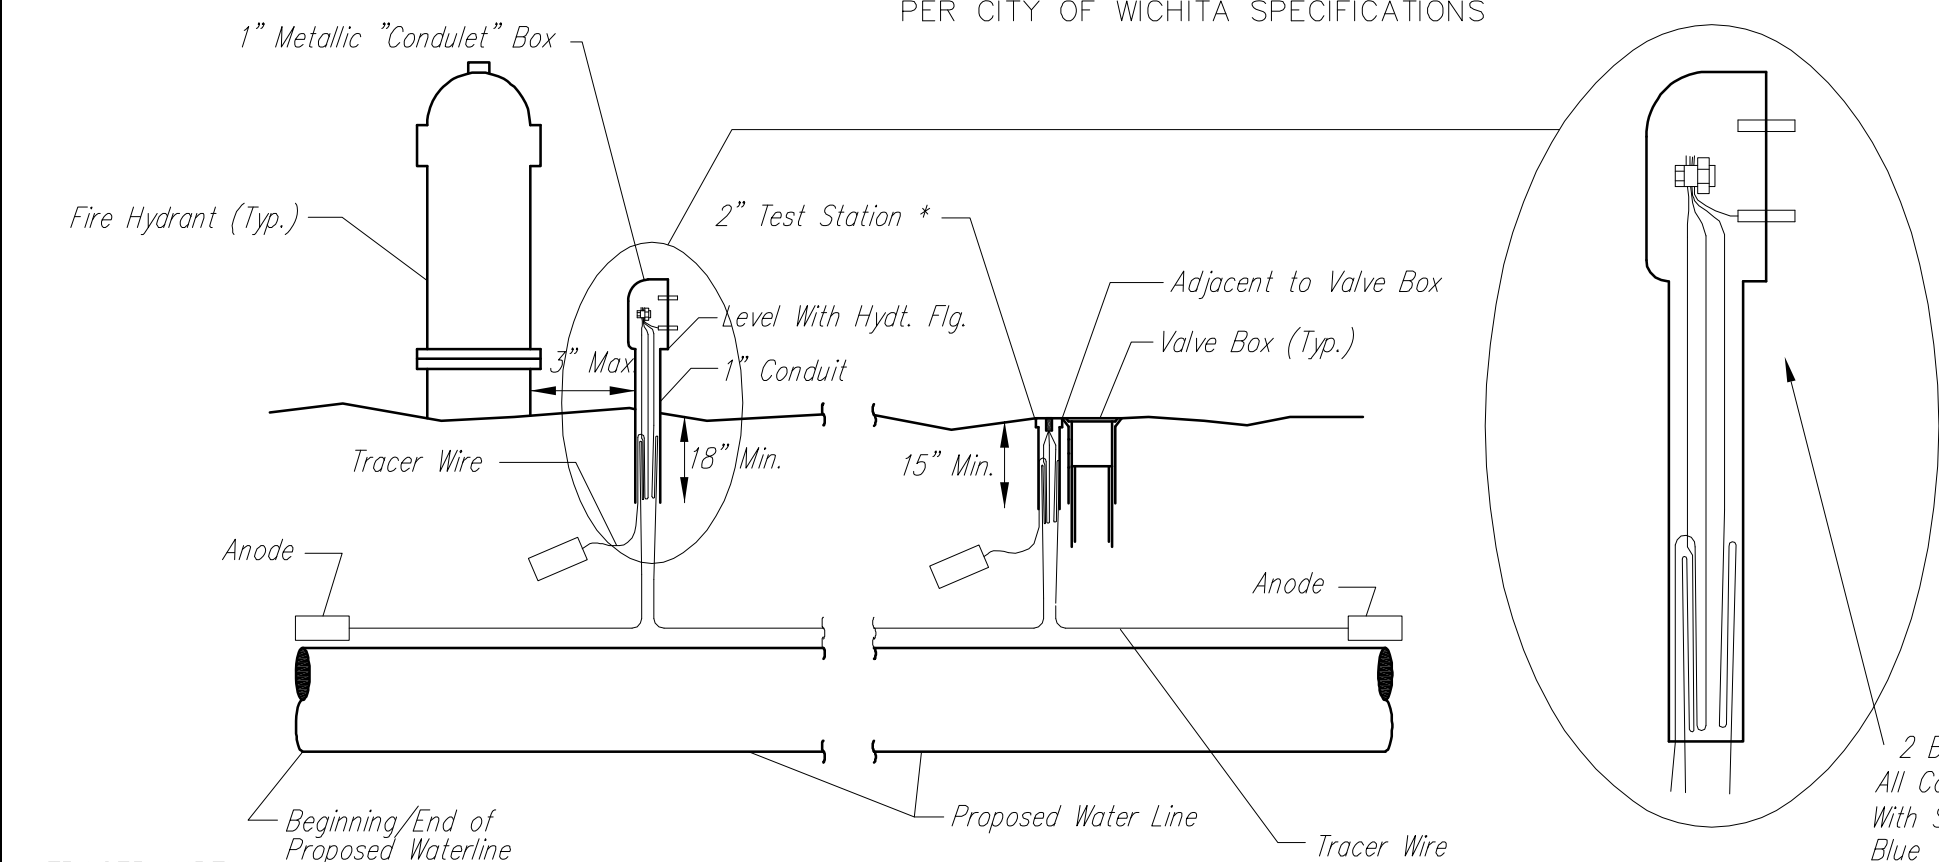 PER CITY OF WICHITA SPECIFICATIONS
1" Metallic "Condulet" Box
Fire Hydrant (Typ.)
2" Test Station *
Adjacent to Valve Box
Level With Hydt. Flg.
Valve Box (Typ.)
3" Max.
1" Conduit
Tracer Wire
18" Min.
15" Min.
Anode
Anode
2
All
With
Blue
Beginning/End of
Proposed Waterline
Proposed Water Line
Tracer Wire